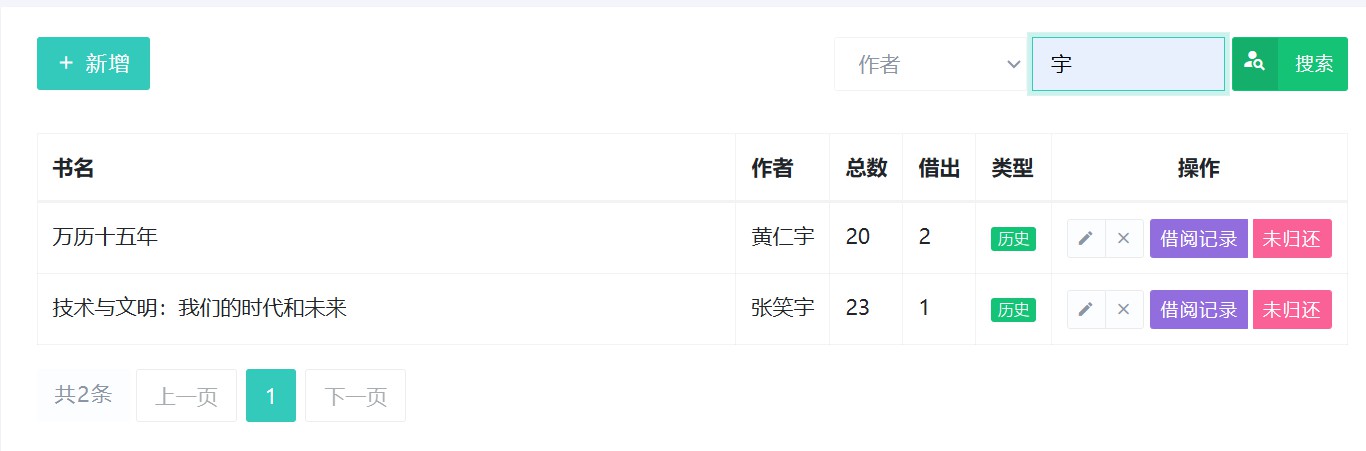 + 新增 作者 宇 搜索
书名 作者 总数 借出 类型 操作
万历十五年 黄仁宇 20 2 历史 借阅记录 未归还
技术与文明：我们的时代和未来 张笑宇 23 1 历史 借阅记录 未归还
共2条 上一页 1 下一页